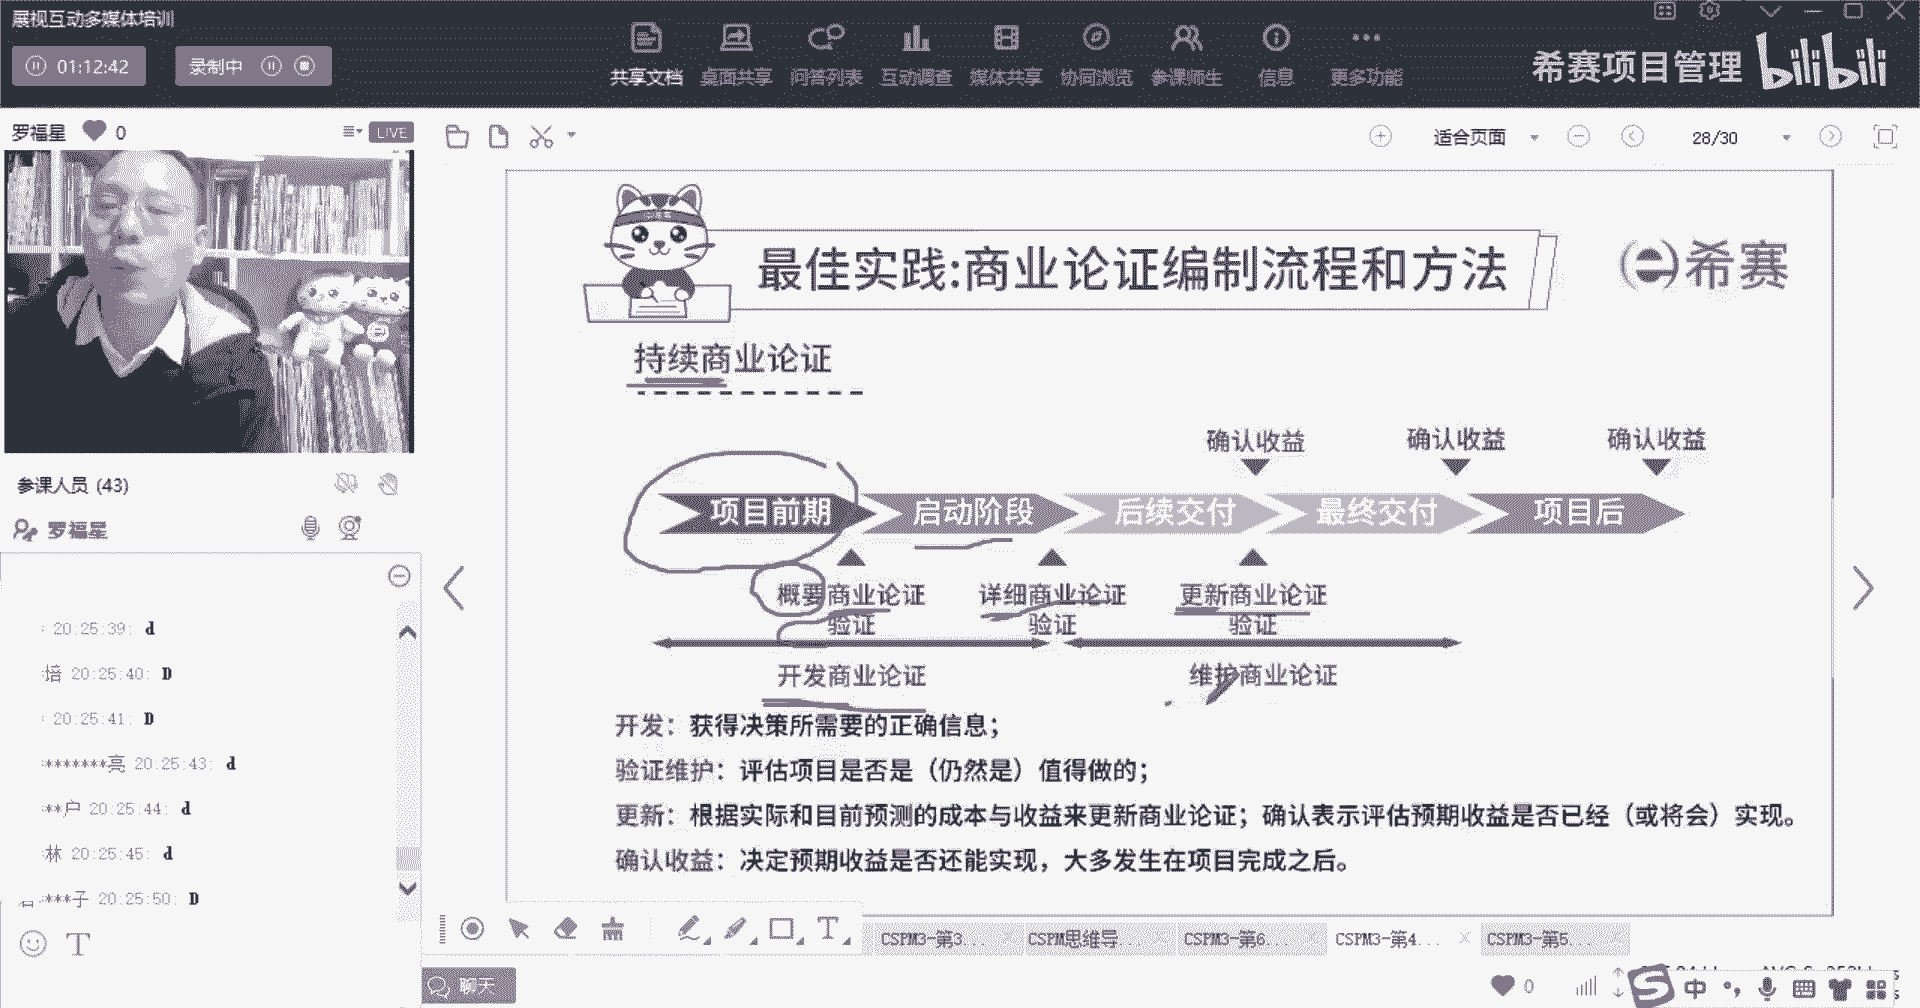 展视互动多媒体培训
01:12:42
录制中
共享文档 桌面共享 问答列表 互动调查 媒体共享 协同浏览 参课师生 信息 更多功能
希赛项目管理 bilibili
罗福星 0 LIVE
适合页面 28/30
最佳实践:商业论证编制流程和方法
希赛
持续商业论证
确认收益 确认收益 确认收益
项目前期 启动阶段 后续交付 最终交付 项目后
概要商业论证 详细商业论证 更新商业论证
验证 验证 验证
开发商业论证 维护商业论证
开发：获得决策所需要的正确信息；
验证维护：评估项目是否是（仍然是）值得做的；
更新：根据实际和目前预测的成本与收益来更新商业论证；确认表示评估预期收益是否已经（或将会）实现。
确认收益：决定预期收益是否还能实现，大多发生在项目完成之后。
参课人员 (43)
罗福星
20:25:39: d
培 20:25:40: D
20:25:41: D
*******亮 20:25:43: d
**户 20:25:44: d
林 20:25:45: d
***子 20:25:50: D
CSPM3-第3... CSPM思维导... CSPM3-第6... CSPM3-第4... CSPM3-第5...
聊天
0
中